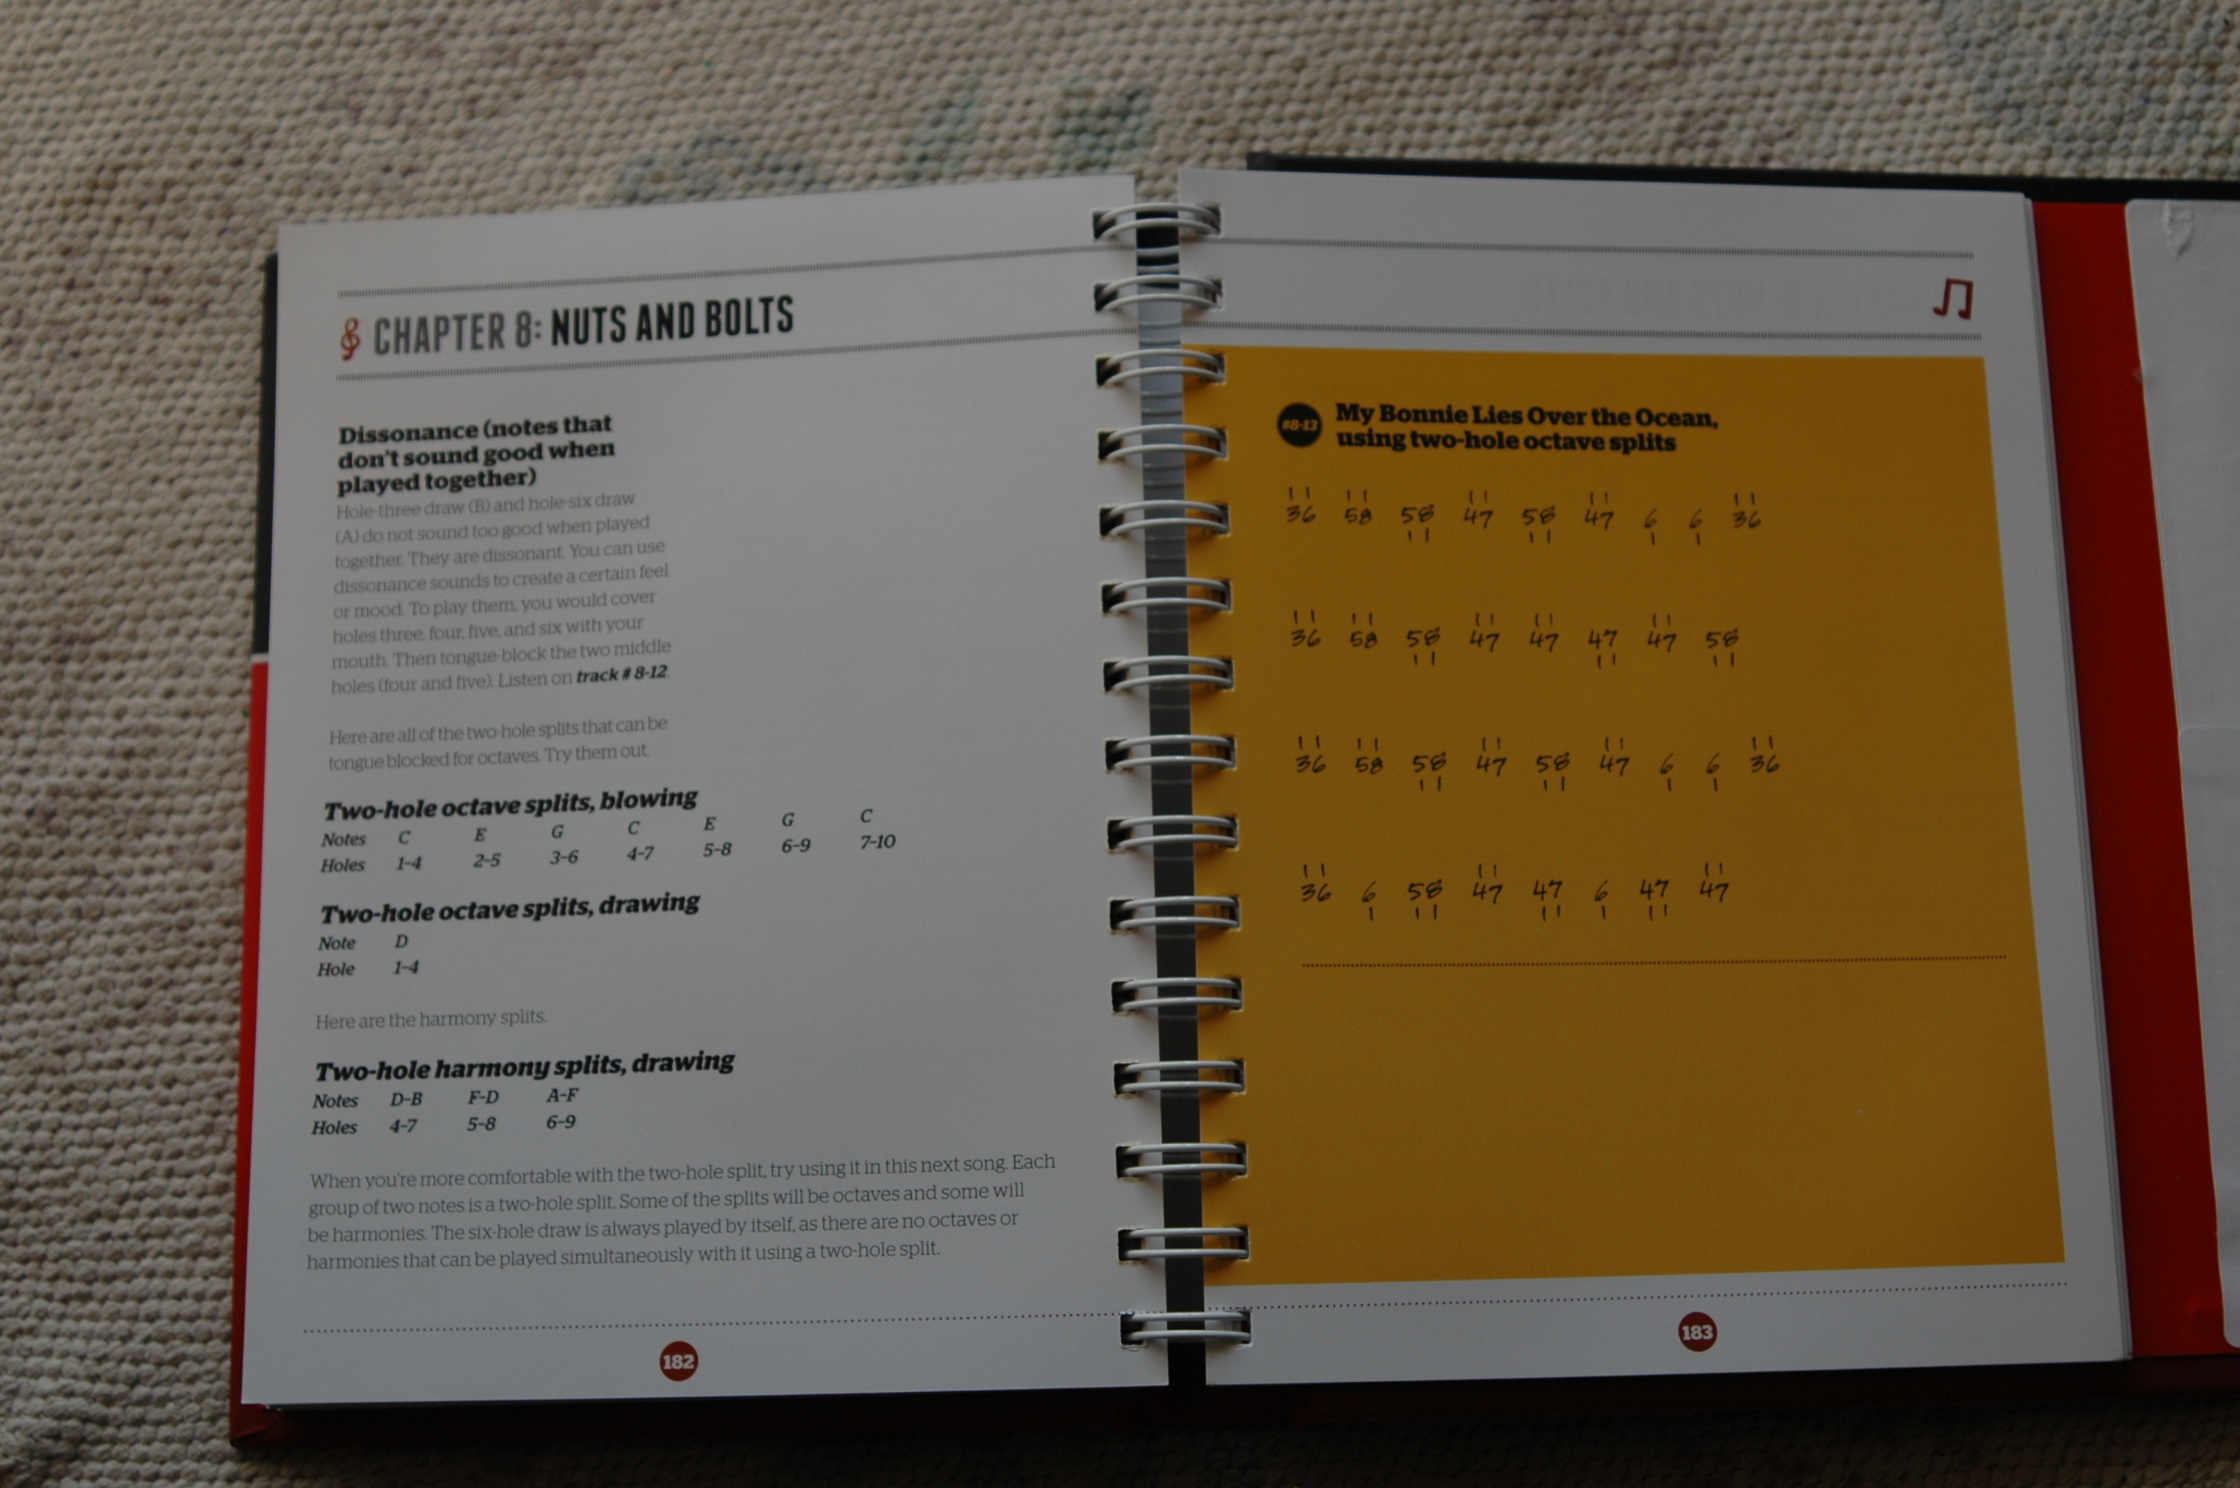 CHAPTER 8: NUTS AND BOLTS
Dissonance (notes that
don't sound good when
played together)
Hole-three draw (B) and hole-six draw
(A) do not sound too good when played
together. They are dissonant. You can use
dissonance sounds to create a certain feel
or mood. To play them, you would cover
holes three, four, five, and six with your
mouth. Then tongue-block the two middle
holes (four and five). Listen on track # 8-12.
Here are all of the two-hole splits that can be
tongue blocked for octaves. Try them out.
Two-hole octave splits, blowing
Notes C E G C E G C
Holes 1-4 2-5 3-6 4-7 5-8 6-9 7-10
Two-hole octave splits, drawing
Note D
Hole 1-4
Here are the harmony splits.
Two-hole harmony splits, drawing
Notes D-B F-D A-F
Holes 4-7 5-8 6-9
When you're more comfortable with the two-hole split, try using it in this next song. Each
group of two notes is a two-hole split. Some of the splits will be octaves and some will
be harmonies. The six-hole draw is always played by itself, as there are no octaves or
harmonies that can be played simultaneously with it using a two-hole split.
182
#8-13 My Bonnie Lies Over the Ocean,
using two-hole octave splits
36 58 58 47 58 47 6 6 36
36 58 58 47 47 47 47 58
36 58 58 47 58 47 6 6 36
36 6 58 47 47 6 47 47
183